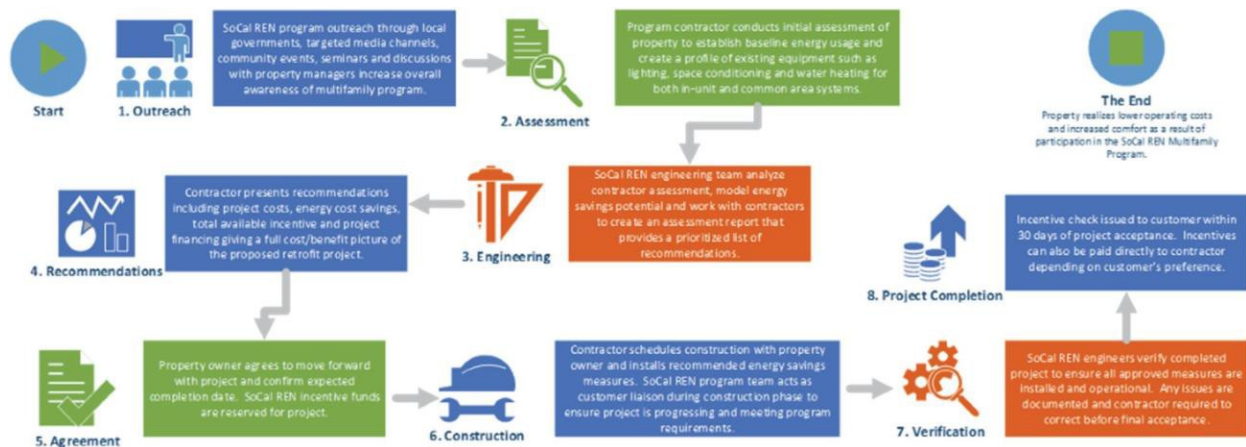 Start
1. Outreach
SoCal REN program outreach through local
governments, targeted media channels,
community events, seminars and discussions
with property managers increase overall
awareness of multifamily program.
2. Assessment
Program contractor conducts initial assessment of
property to establish baseline energy usage and
create a profile of existing equipment such as
lighting, space conditioning and water heating for
both in-unit and common area systems.
3. Engineering
SoCal REN engineering team analyze
contractor assessment, model energy
savings potential and work with contractors
to create an assessment report that
provides a prioritized list of
recommendations.
4. Recommendations
Contractor presents recommendations
including project costs, energy cost savings,
total available incentive and project
financing giving a full cost/benefit picture of
the proposed retrofit project.
5. Agreement
Property owner agrees to move forward
with project and confirm expected
completion date. SoCal REN incentive funds
are reserved for project.
6. Construction
Contractor schedules construction with property
owner and installs recommended energy savings
measures. SoCal REN program team acts as
customer liaison during construction phase to
ensure project is progressing and meeting program
requirements.
7. Verification
SoCal REN engineers verify completed
project to ensure all approved measures are
installed and operational. Any issues are
documented and contractor required to
correct before final acceptance.
8. Project Completion
Incentive check issued to customer within
30 days of project acceptance. Incentives
can also be paid directly to contractor
depending on customer's preference.
The End
Property realizes lower operating costs
and increased comfort as a result of
participation in the SoCal REN Multifamily
Program.